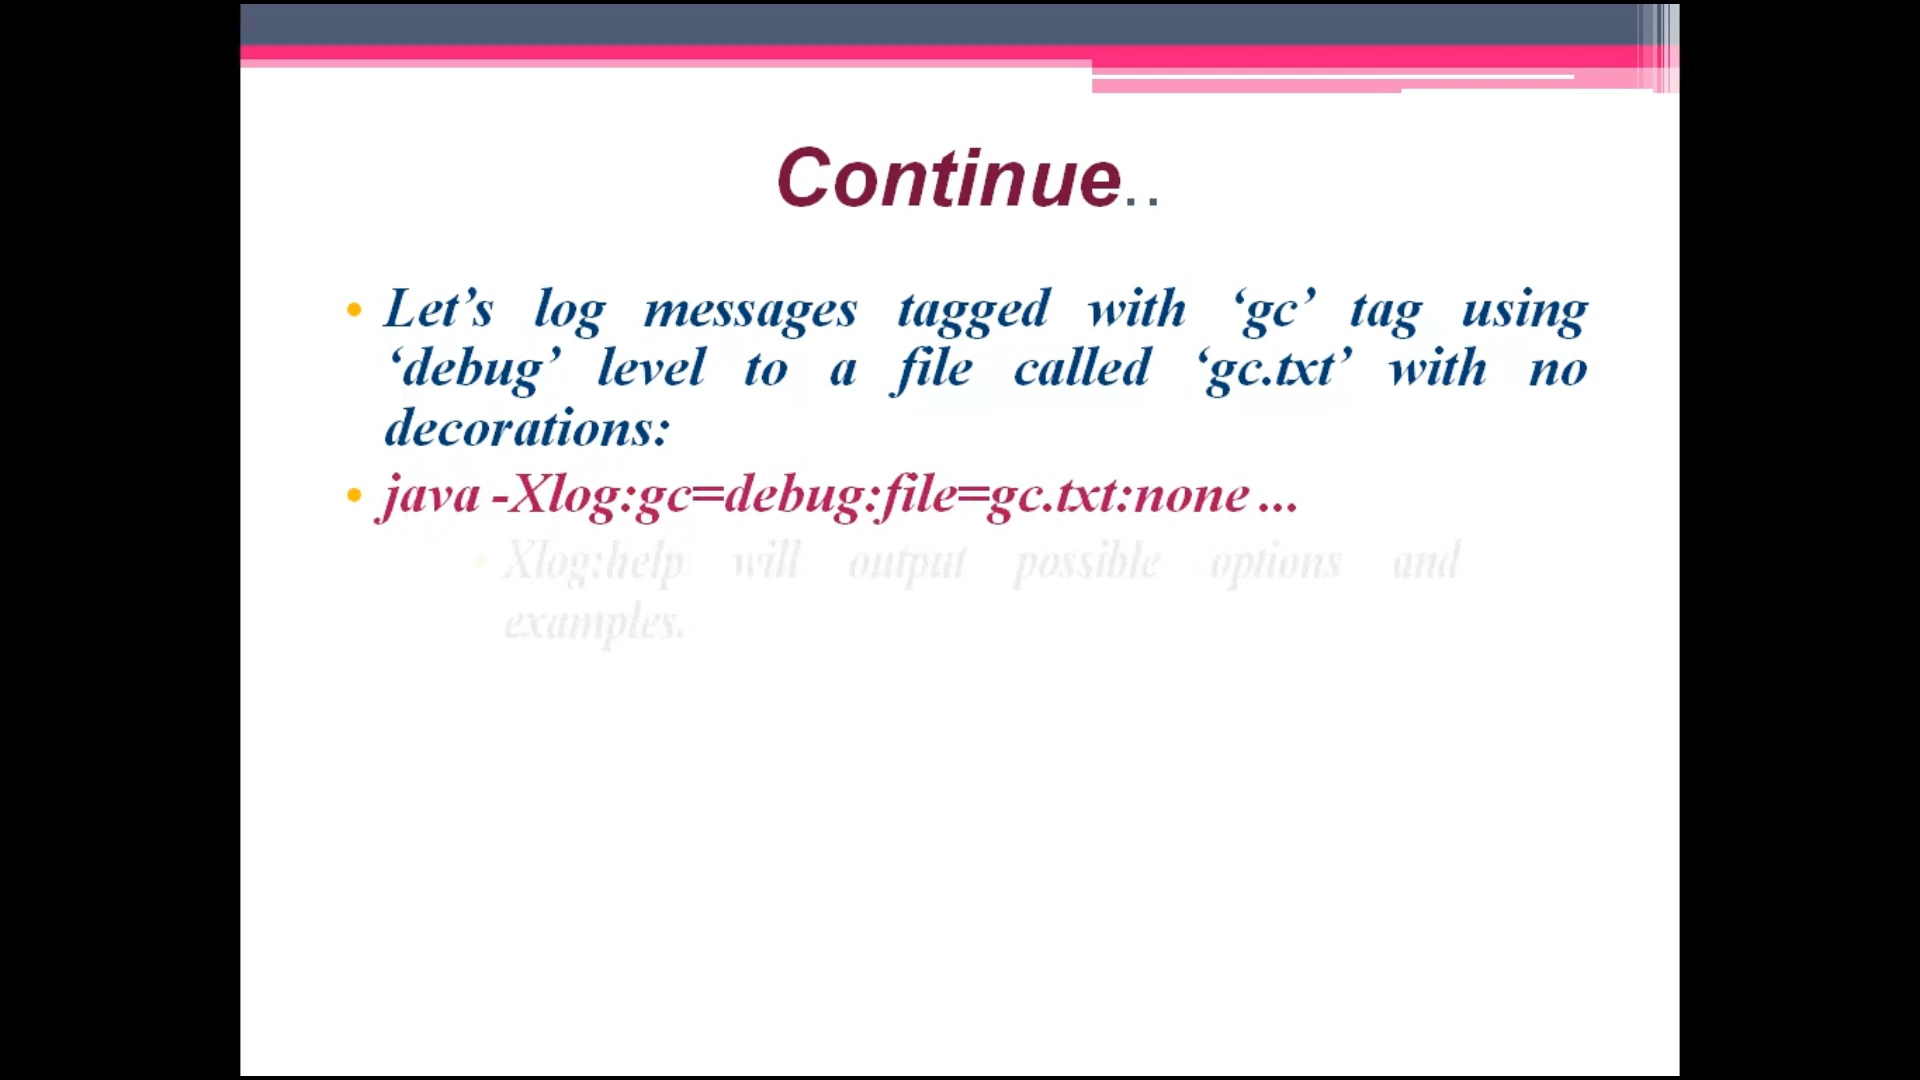 Continue..
• Let’s log messages tagged with ‘gc’ tag using
‘debug’ level to a file called ‘gc.txt’ with no
decorations:
• java -Xlog:gc=debug:file=gc.txt:none ...
• Xlog:help will output possible options and
examples.